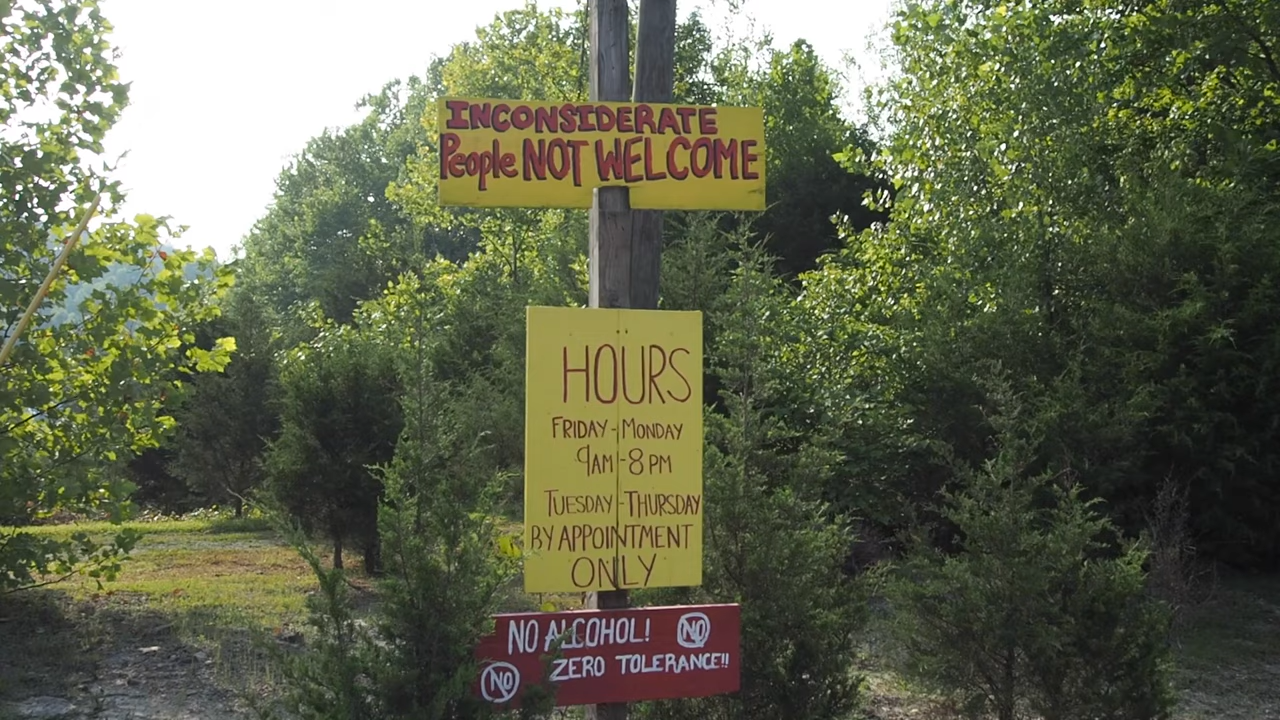 INCONSIDERATE
People NOT WELCOME
HOURS
FRIDAY-MONDAY
9AM-8PM
TUESDAY-THURSDAY
BY APPOINTMENT
ONLY
NO ALCOHOL! NO
NO ZERO TOLERANCE!!